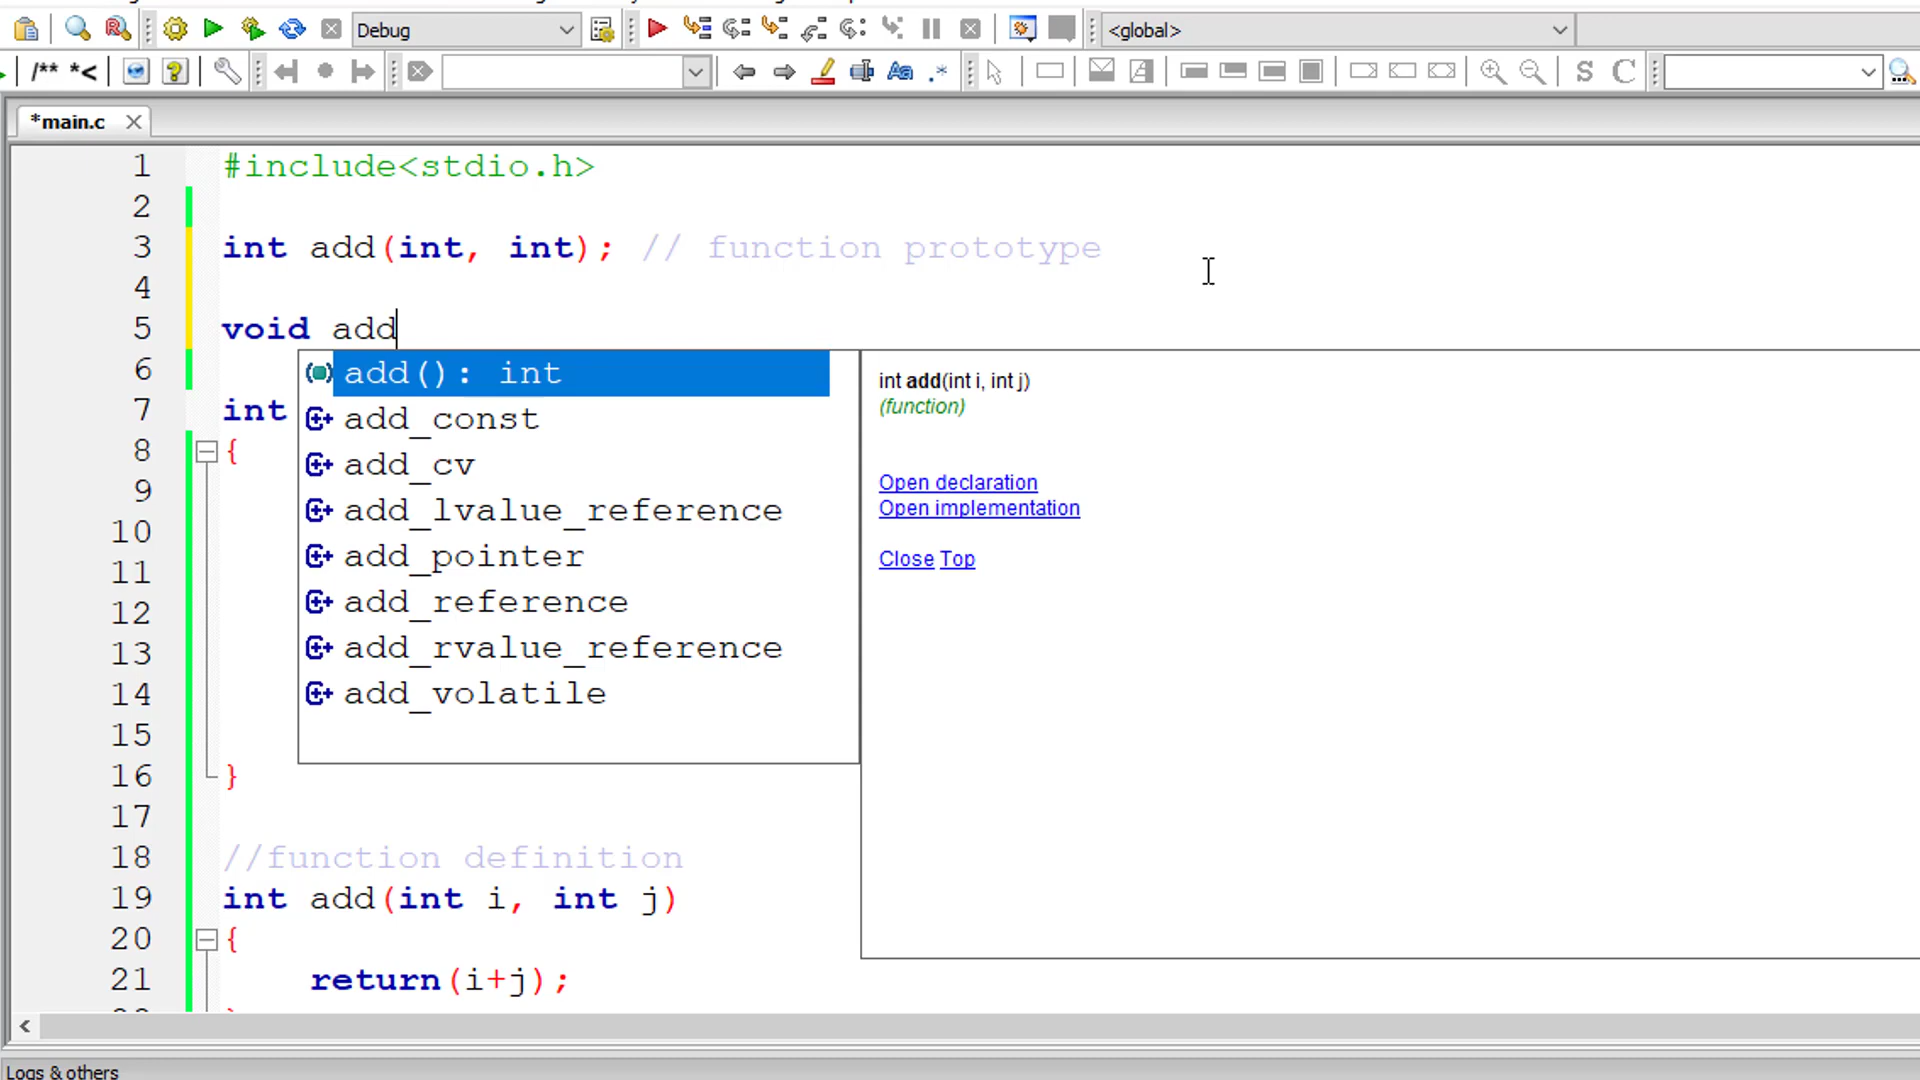 Debug
<global>
/** *<
Aa .*
S C
*main.c
1 #include<stdio.h>
2
3 int add(int, int); // function prototype
4
5 void add
6
7 int
8 {
9
10
11
12
13
14
15
16 }
17
18 //function definition
19 int add(int i, int j)
20 {
21 return(i+j);
add(): int
add_const
add_cv
add_lvalue_reference
add_pointer
add_reference
add_rvalue_reference
add_volatile
int add(int i, int j)
(function)
Open declaration
Open implementation
Close Top
Logs & others